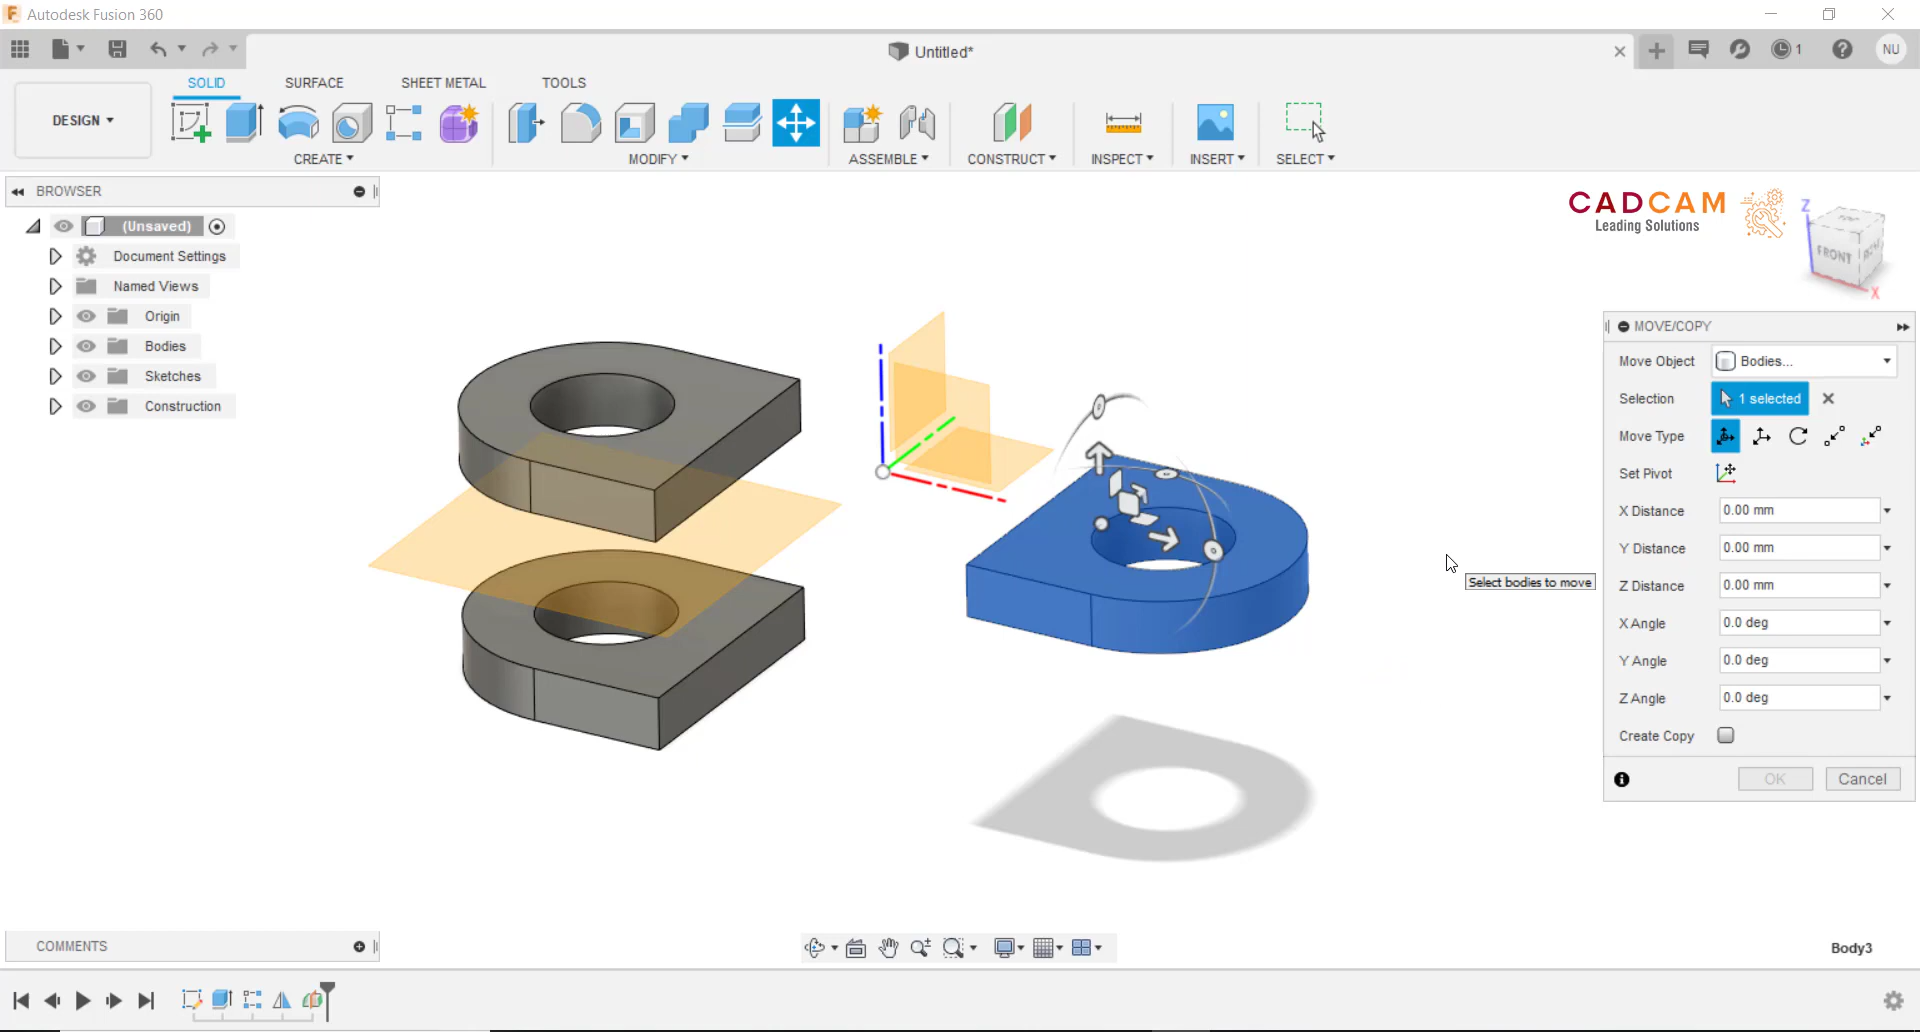 Autodesk Fusion 360
Untitled*
1
NU
DESIGN
SOLID
SURFACE
SHEET METAL
TOOLS
CREATE
MODIFY
ASSEMBLE
CONSTRUCT
INSPECT
INSERT
SELECT
BROWSER
(Unsaved)
Document Settings
Named Views
Origin
Bodies
Sketches
Construction
CADCAM
Leading Solutions
Z
FRONT
X
MOVE/COPY
Move Object
Bodies...
Selection
1 selected
Move Type
Set Pivot
X Distance
0.00 mm
Y Distance
0.00 mm
Z Distance
0.00 mm
X Angle
0.0 deg
Y Angle
0.0 deg
Z Angle
0.0 deg
Create Copy
OK
Cancel
Select bodies to move
COMMENTS
Body3